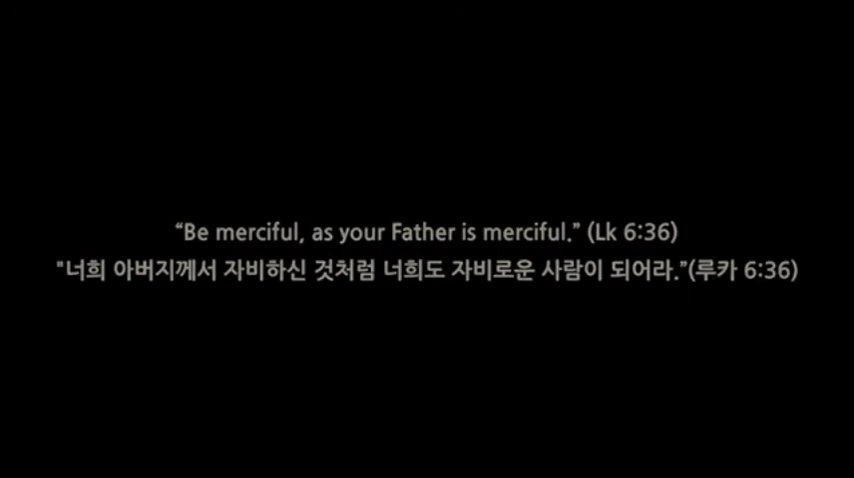 “Be merciful, as your Father is merciful.” (Lk 6:36)
"너희 아버지께서 자비하신 것처럼 너희도 자비로운 사람이 되어라.”(루카 6:36)